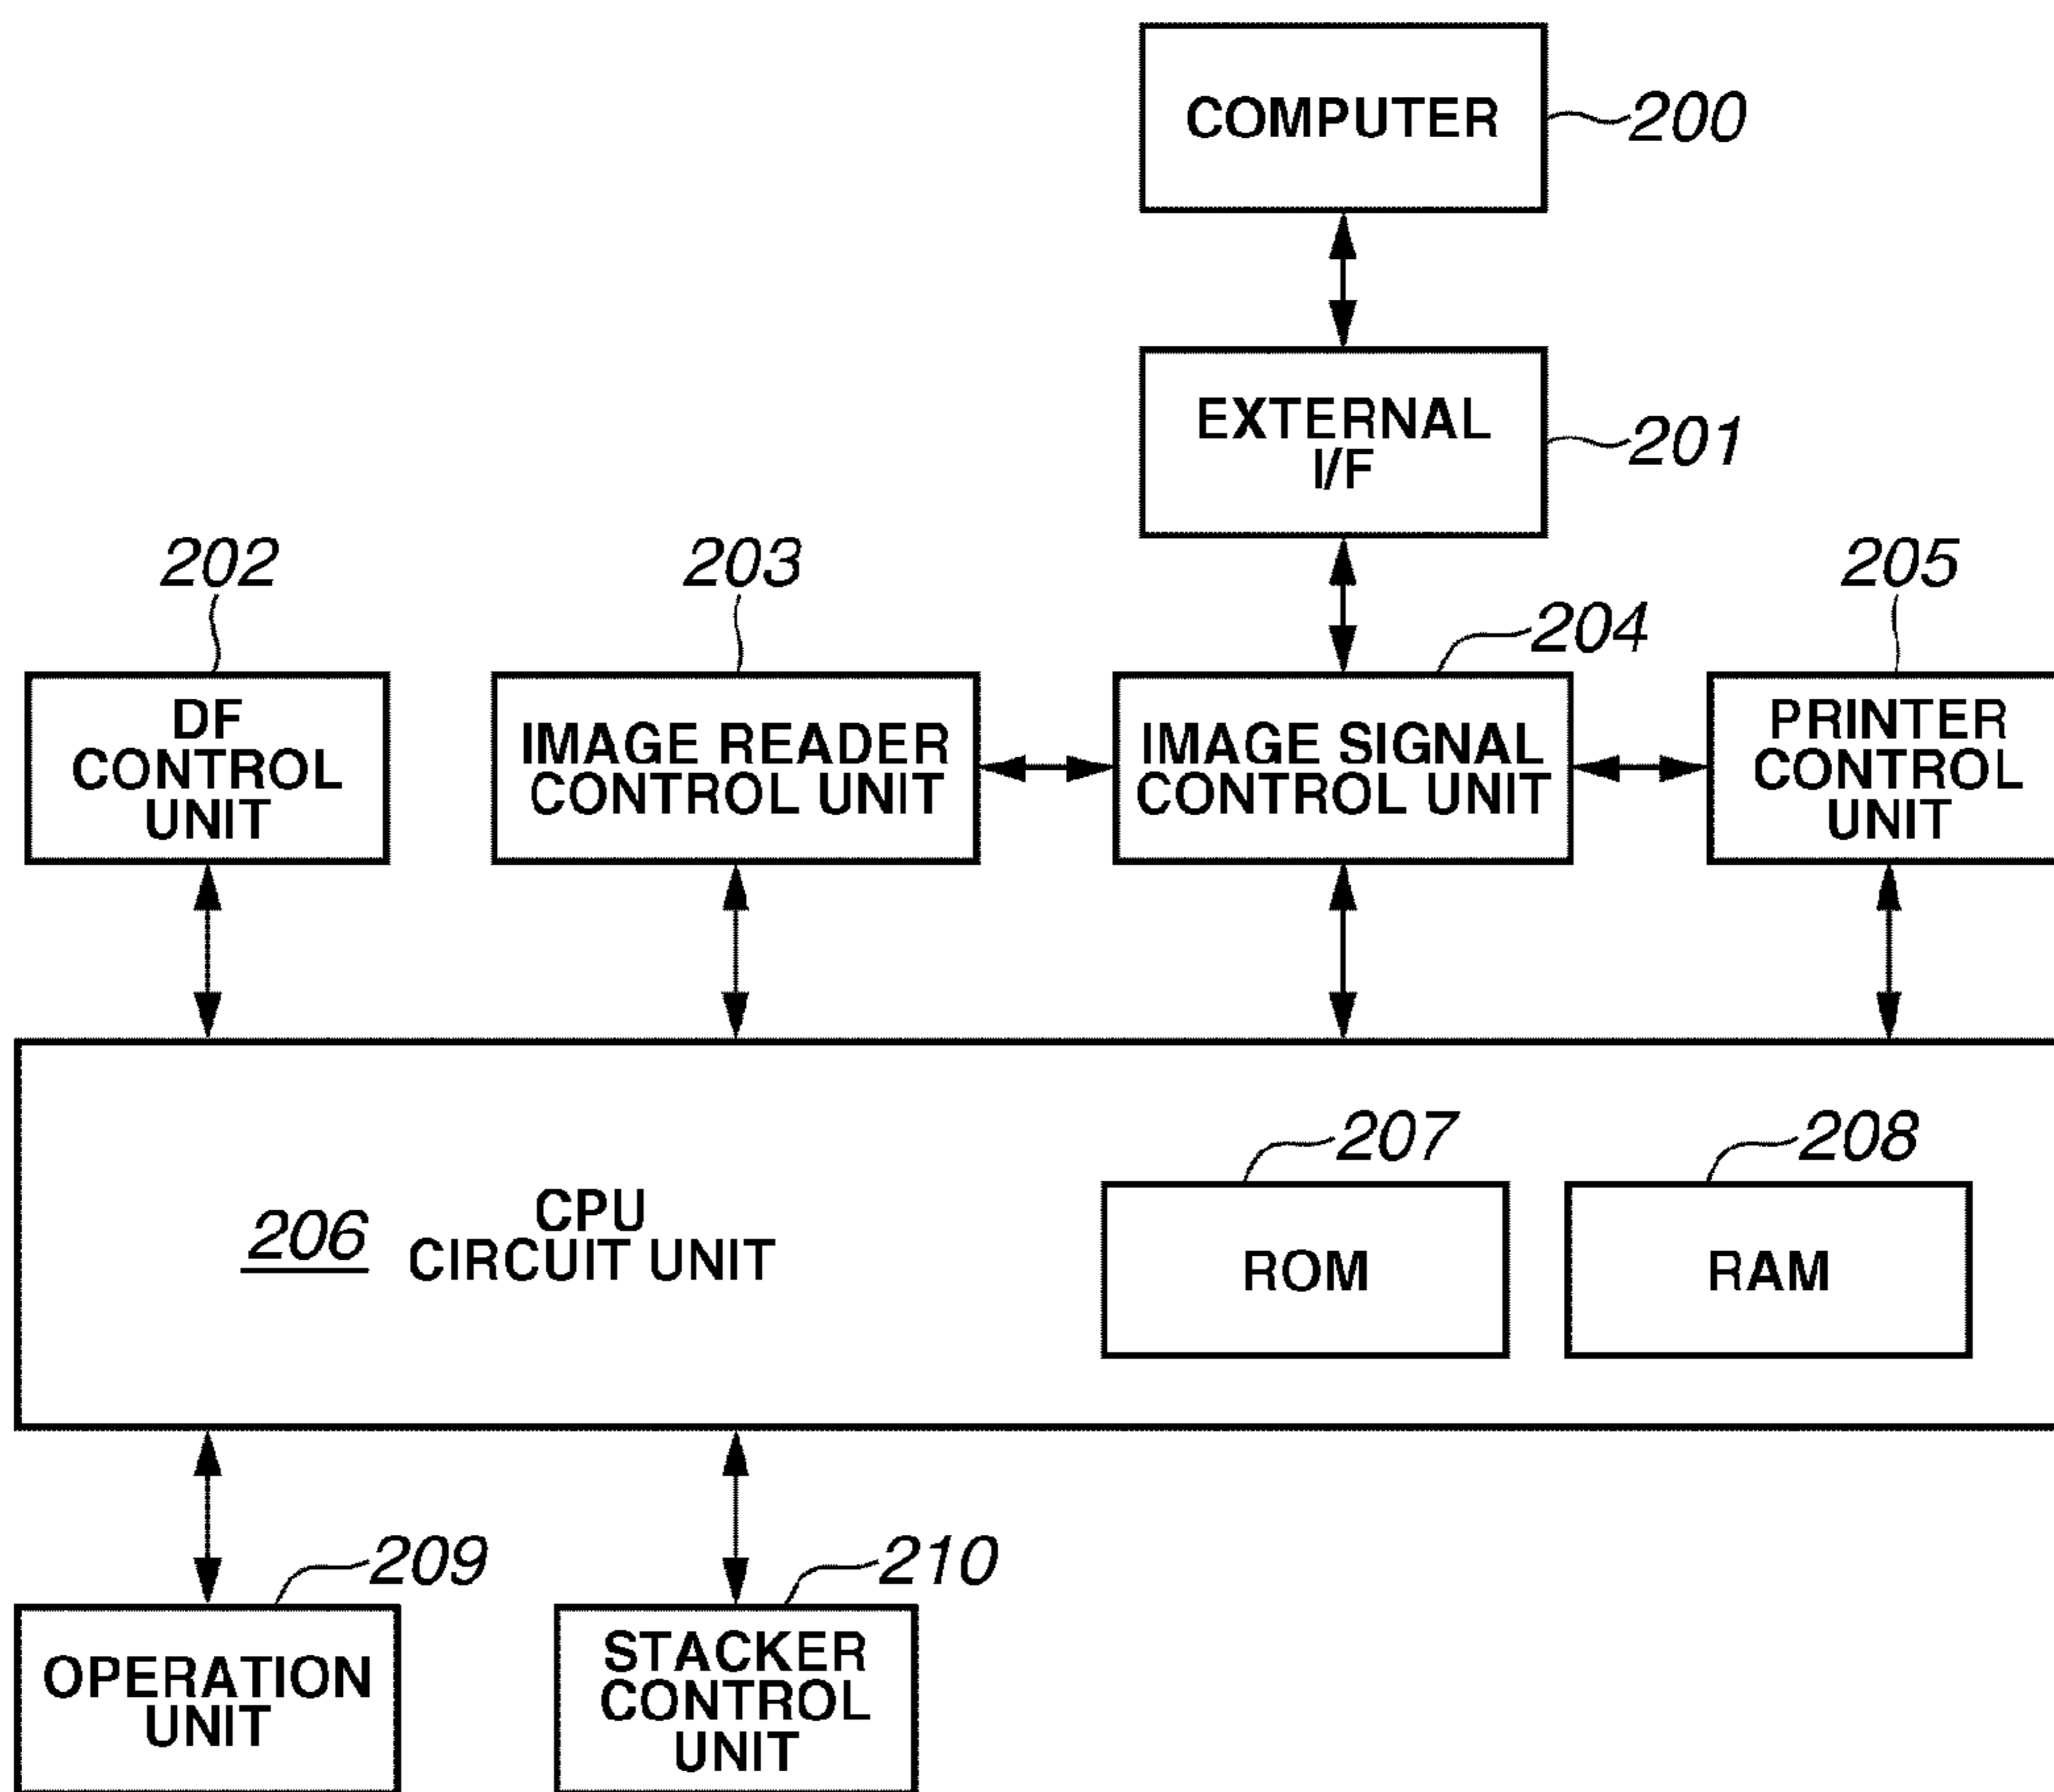 COMPUTER
200
EXTERNAL
I/F
201
202
203
204
205
DF
CONTROL
UNIT
IMAGE READER
CONTROL UNIT
IMAGE SIGNAL
CONTROL UNIT
PRINTER
CONTROL
UNIT
206
CPU
CIRCUIT UNIT
207
ROM
208
RAM
209
OPERATION
UNIT
210
STACKER
CONTROL
UNIT